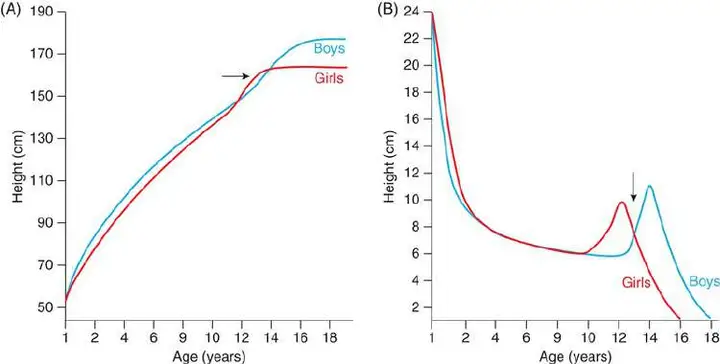 (A)
190
170
150
130
110
90
70
50
Height (cm)
Boys
Girls
1 2 4 6 8 10 12 14 16 18
Age (years)
(B)
24
22
20
18
16
14
12
10
8
6
4
2
Height (cm)
Girls
Boys
1 2 4 6 8 10 12 14 16 18
Age (years)